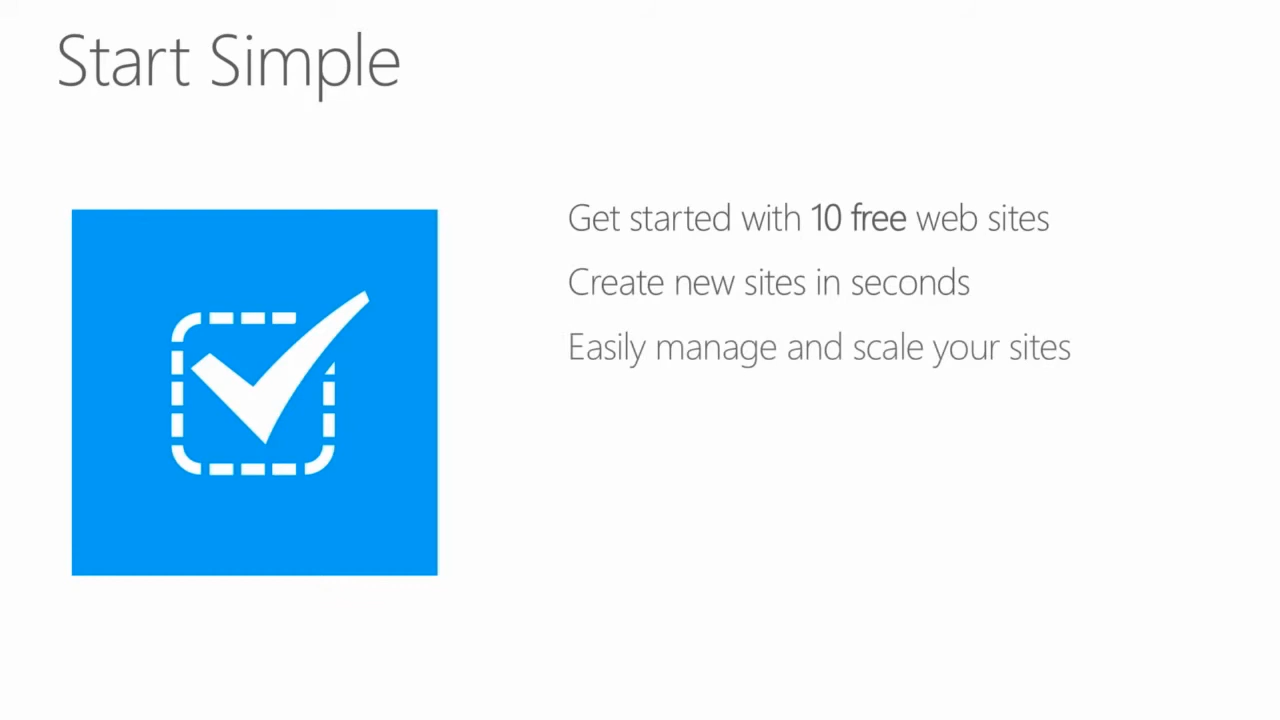 Start Simple
Get started with 10 free web sites
Create new sites in seconds
Easily manage and scale your sites